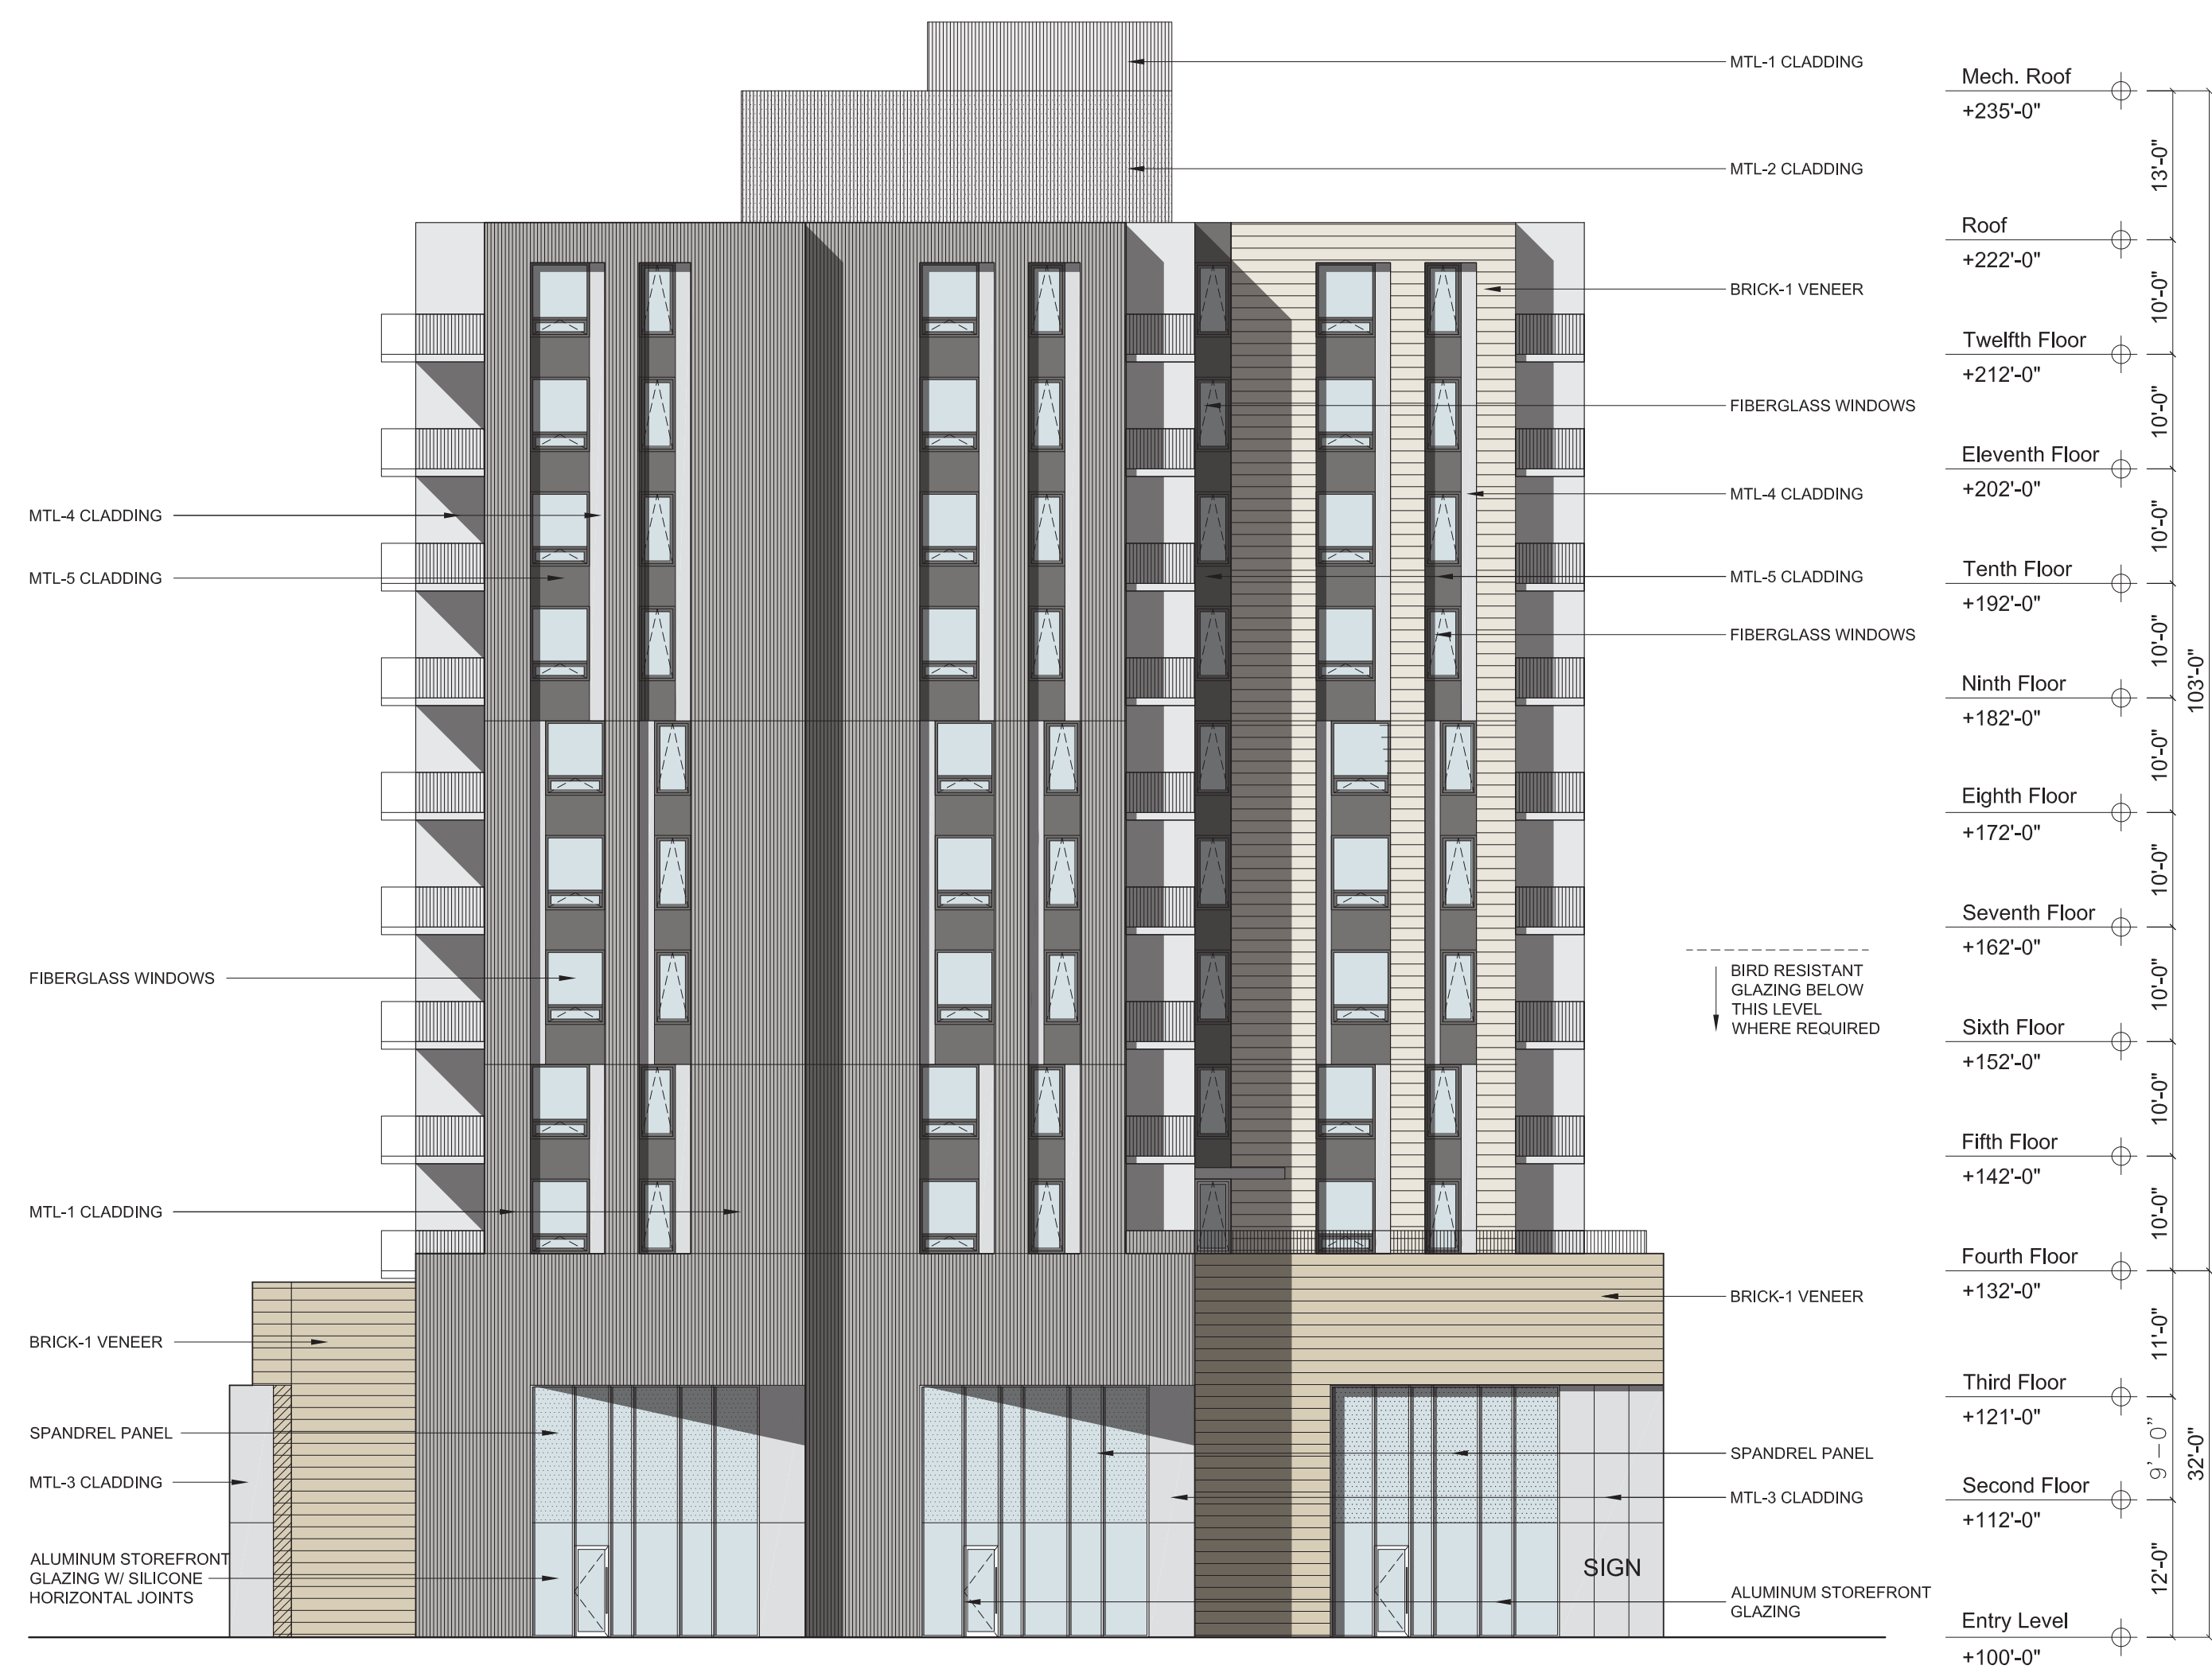 MTL-1 CLADDING
MTL-2 CLADDING
BRICK-1 VENEER
FIBERGLASS WINDOWS
MTL-4 CLADDING
MTL-5 CLADDING
FIBERGLASS WINDOWS
BIRD RESISTANT
GLAZING BELOW
THIS LEVEL
WHERE REQUIRED
BRICK-1 VENEER
SPANDREL PANEL
MTL-3 CLADDING
ALUMINUM STOREFRONT
GLAZING
MTL-4 CLADDING
MTL-5 CLADDING
FIBERGLASS WINDOWS
MTL-1 CLADDING
BRICK-1 VENEER
SPANDREL PANEL
MTL-3 CLADDING
ALUMINUM STOREFRONT
GLAZING W/ SILICONE
HORIZONTAL JOINTS
SIGN
Mech. Roof
+235'-0"
Roof
+222'-0"
Twelfth Floor
+212'-0"
Eleventh Floor
+202'-0"
Tenth Floor
+192'-0"
Ninth Floor
+182'-0"
Eighth Floor
+172'-0"
Seventh Floor
+162'-0"
Sixth Floor
+152'-0"
Fifth Floor
+142'-0"
Fourth Floor
+132'-0"
Third Floor
+121'-0"
Second Floor
+112'-0"
Entry Level
+100'-0"
13'-0"
10'-0"
10'-0"
10'-0"
10'-0"
10'-0"
10'-0"
10'-0"
10'-0"
10'-0"
11'-0"
9'-0"
12'-0"
103'-0"
32'-0"